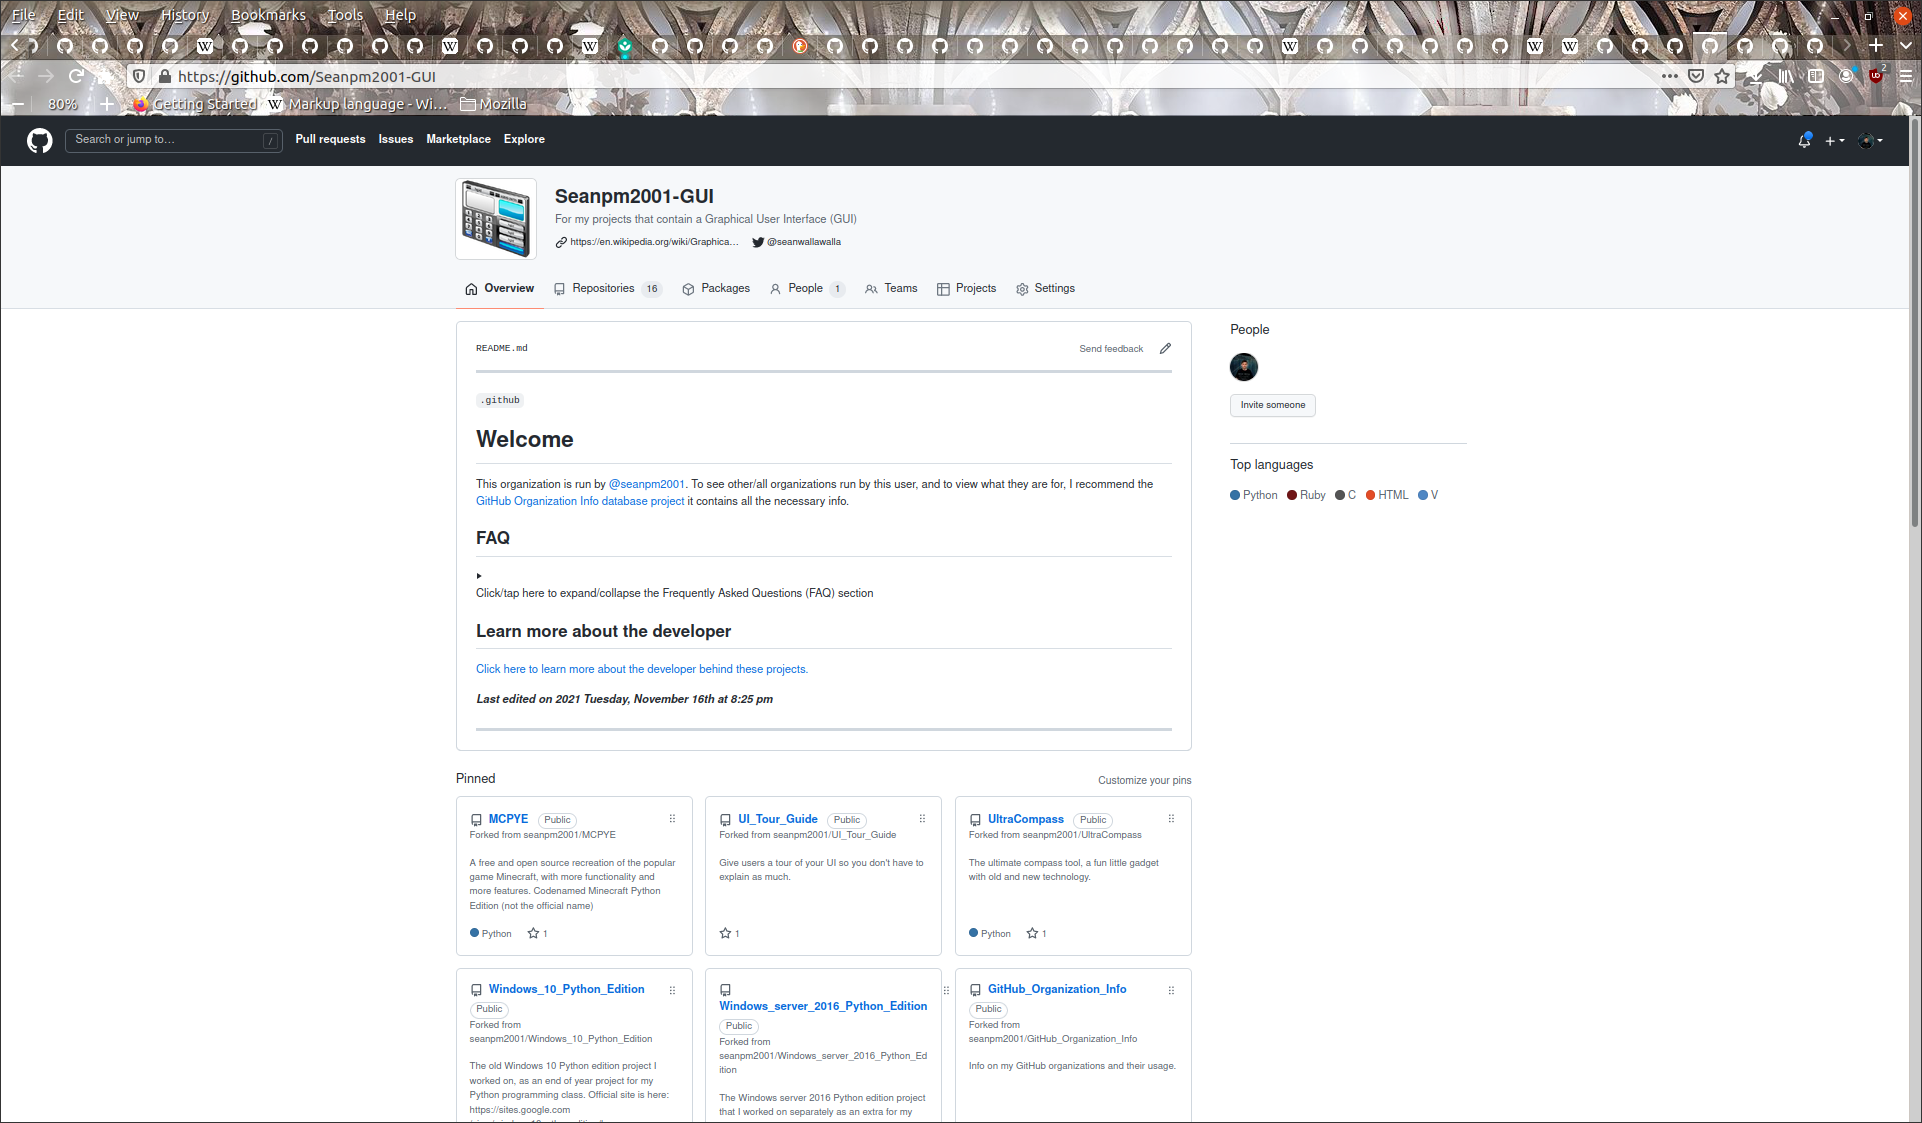 File Edit View History Bookmarks Tools Help
https://github.com/Seanpm2001-GUI
2
80% Getting Started Markup language - Wi... Mozilla
Search or jump to... /
Pull requests Issues Marketplace Explore
Seanpm2001-GUI
For my projects that contain a Graphical User Interface (GUI)
https://en.wikipedia.org/wiki/Graphica... @seanwallawalla
Overview Repositories 16 Packages People 1 Teams Projects Settings
README.md
Send feedback
.github
Welcome
This organization is run by @seanpm2001. To see other/all organizations run by this user, and to view what they are for, I recommend the
GitHub Organization Info database project it contains all the necessary info.
FAQ
Click/tap here to expand/collapse the Frequently Asked Questions (FAQ) section
Learn more about the developer
Click here to learn more about the developer behind these projects.
Last edited on 2021 Tuesday, November 16th at 8:25 pm
People
Invite someone
Top languages
Python Ruby C HTML V
Pinned
Customize your pins
MCPYE Public
Forked from seanpm2001/MCPYE
A free and open source recreation of the popular
game Minecraft, with more functionality and
more features. Codenamed Minecraft Python
Edition (not the official name)
Python 1
UI_Tour_Guide Public
Forked from seanpm2001/UI_Tour_Guide
Give users a tour of your UI so you don't have to
explain as much.
1
UltraCompass Public
Forked from seanpm2001/UltraCompass
The ultimate compass tool, a fun little gadget
with old and new technology.
Python 1
Windows_10_Python_Edition
Public
Forked from
seanpm2001/Windows_10_Python_Edition
The old Windows 10 Python edition project I
worked on, as an end of year project for my
Python programming class. Official site is here:
https://sites.google.com
Windows_server_2016_Python_Edition
Public
Forked from
seanpm2001/Windows_server_2016_Python_Ed
ition
The Windows server 2016 Python edition project
that I worked on separately as an extra for my
GitHub_Organization_Info
Public
Forked from
seanpm2001/GitHub_Organization_Info
Info on my GitHub organizations and their usage.